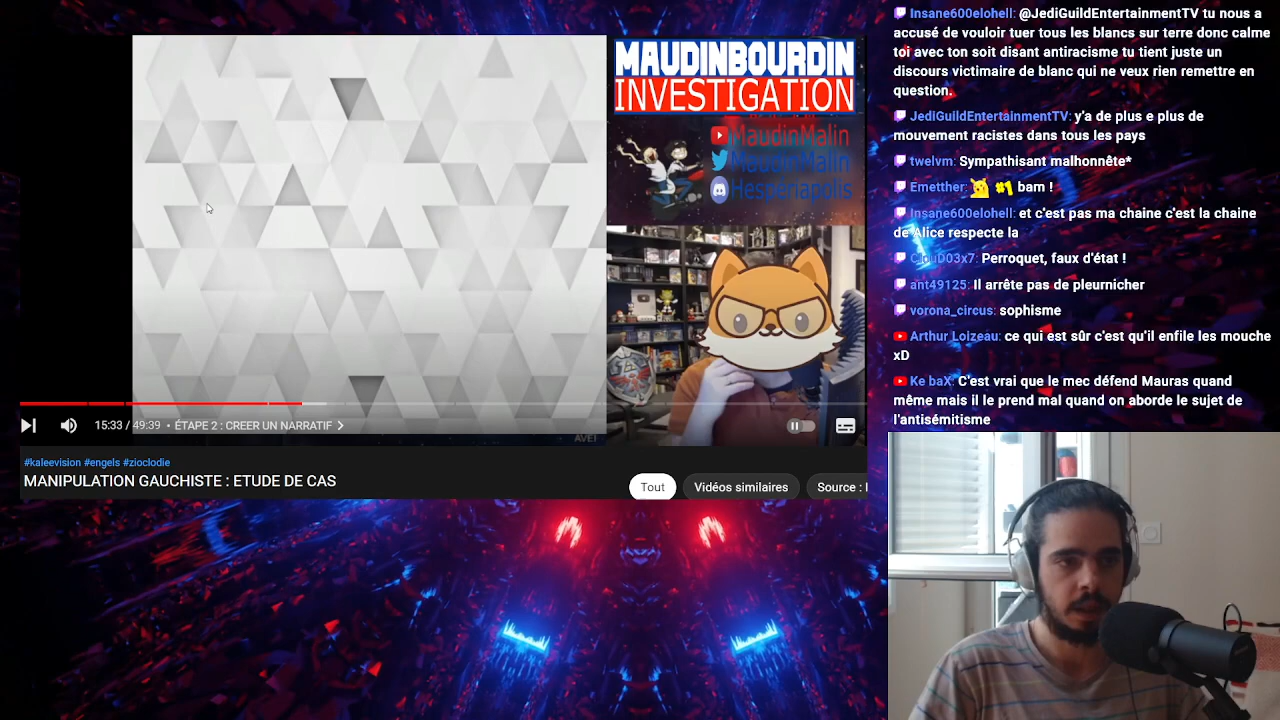 MAUDINBOURDIN
INVESTIGATION
MaudinMalin
MaudinMalin
Hespériapolis
15:33 / 49:39 • ÉTAPE 2 : CREER UN NARRATIF
AVE!
#kaleevision #engels #zioclodie
MANIPULATION GAUCHISTE : ETUDE DE CAS
Tout
Vidéos similaires
Source :
Insane600elohell: @JediGuildEntertainmentTV tu nous a
accusé de vouloir tuer tous les blancs sur terre donc calme
toi avec ton soit disant antiracisme tu tient juste un
discours victimaire de blanc qui ne veux rien remettre en
question.
JediGuildEntertainmentTV: y'a de plus e plus de
mouvement racistes dans tous les pays
twelvm: Sympathisant malhonnête*
Emetther: #1 bam !
Insane600elohell: et c'est pas ma chaine c'est la chaine
de Alice respecte la
ClouD03x7: Perroquet, faux d'état !
ant49125: Il arrête pas de pleurnicher
vorona_circus: sophisme
Arthur Loizeau: ce qui est sûr c'est qu'il enfile les mouche
xD
Ke baX: C'est vrai que le mec défend Mauras quand
même mais il le prend mal quand on aborde le sujet de
l'antisémitisme